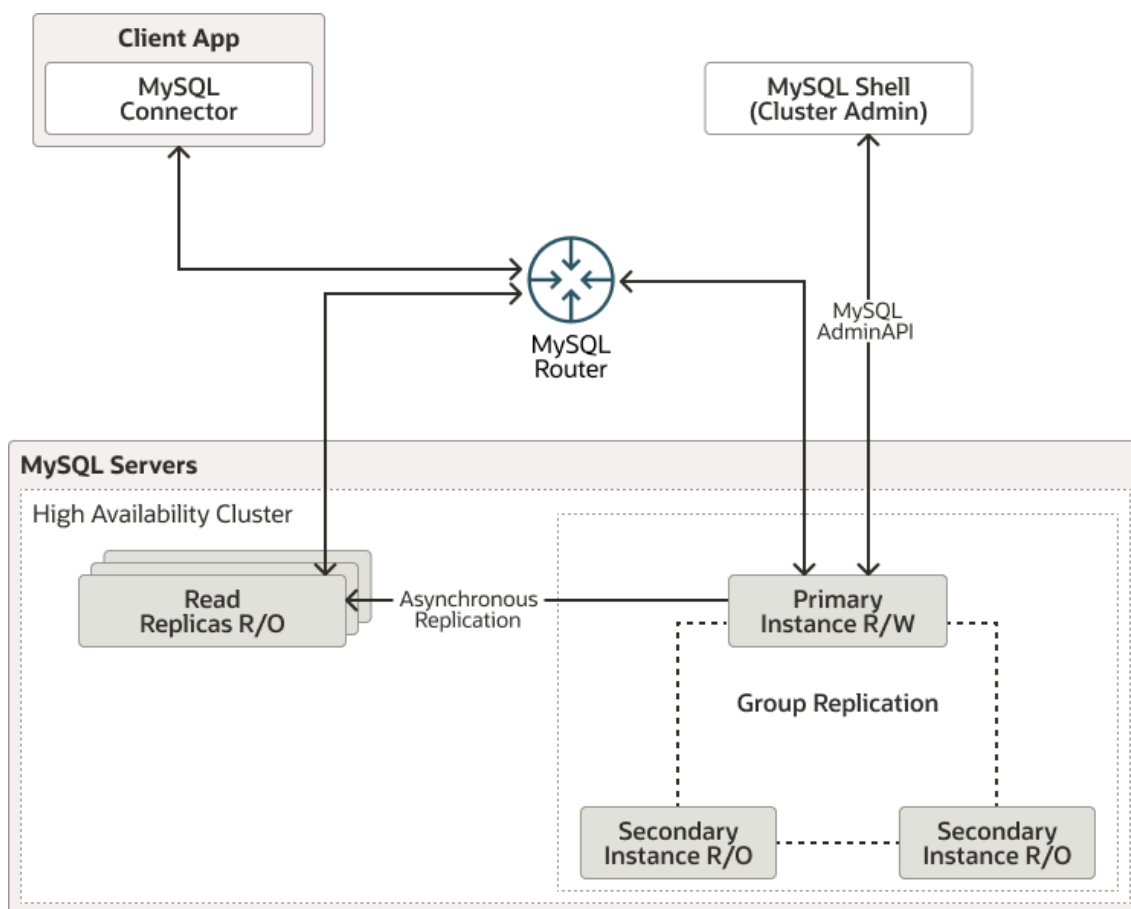 Client App
MySQL
Connector
MySQL Shell
(Cluster Admin)
MySQL
Router
MySQL
AdminAPI
MySQL Servers
High Availability Cluster
Read
Replicas R/O
Asynchronous
Replication
Primary
Instance R/W
Group Replication
Secondary
Instance R/O
Secondary
Instance R/O